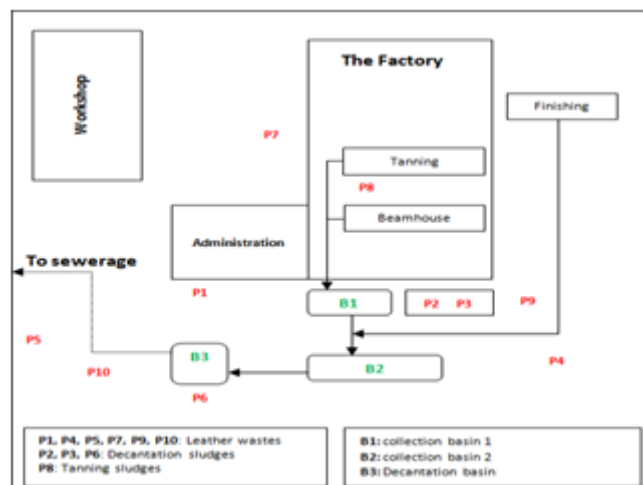 The Factory
Workshop
Finishing
P7
Tanning
P8
Beamhouse
Administration
To sewerage
P1
B1
P2 P3
P9
P5
B3
B2
P4
P10
P6
P1, P4, P5, P7, P9, P10: Leather wastes
P2, P3, P6: Decantation sludges
P8: Tanning sludges
B1: collection basin 1
B2: collection basin 2
B3: Decantation basin